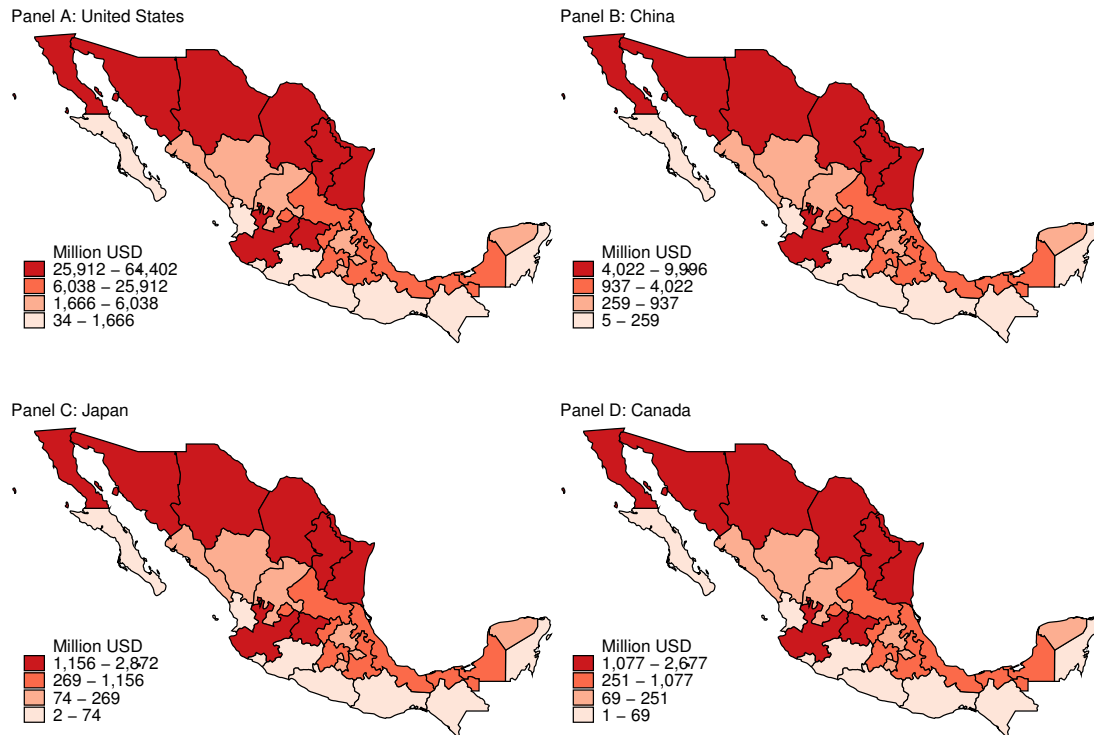 Panel A: United States
Million USD
25,912 – 64,402
6,038 – 25,912
1,666 – 6,038
34 – 1,666
Panel B: China
Million USD
4,022 – 9,996
937 – 4,022
259 – 937
5 – 259
Panel C: Japan
Million USD
1,156 – 2,872
269 – 1,156
74 – 269
2 – 74
Panel D: Canada
Million USD
1,077 – 2,677
251 – 1,077
69 – 251
1 – 69